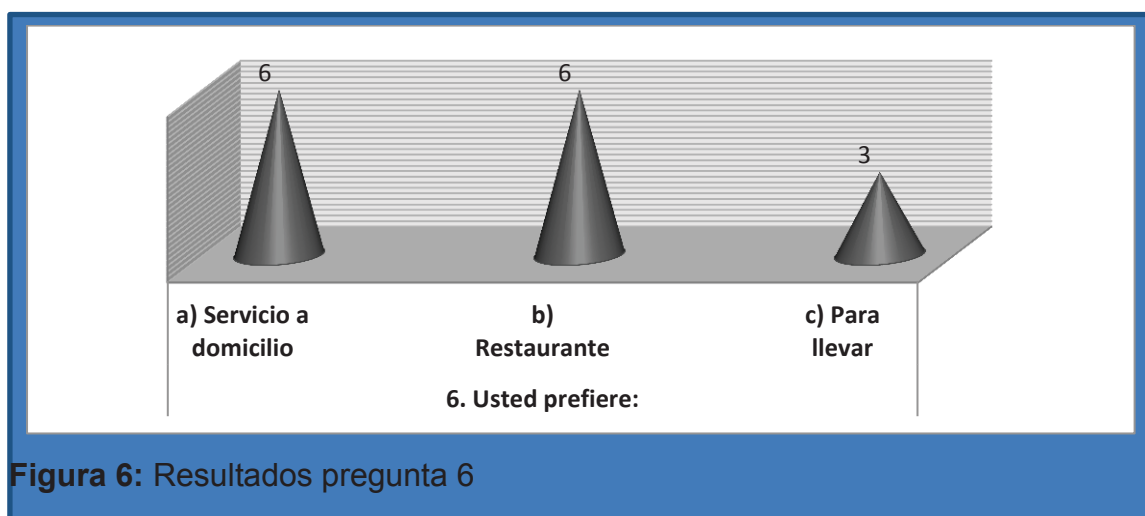 6
6
3
a) Servicio a
domicilio
b)
Restaurante
c) Para
llevar
6. Usted prefiere:
Figura 6: Resultados pregunta 6